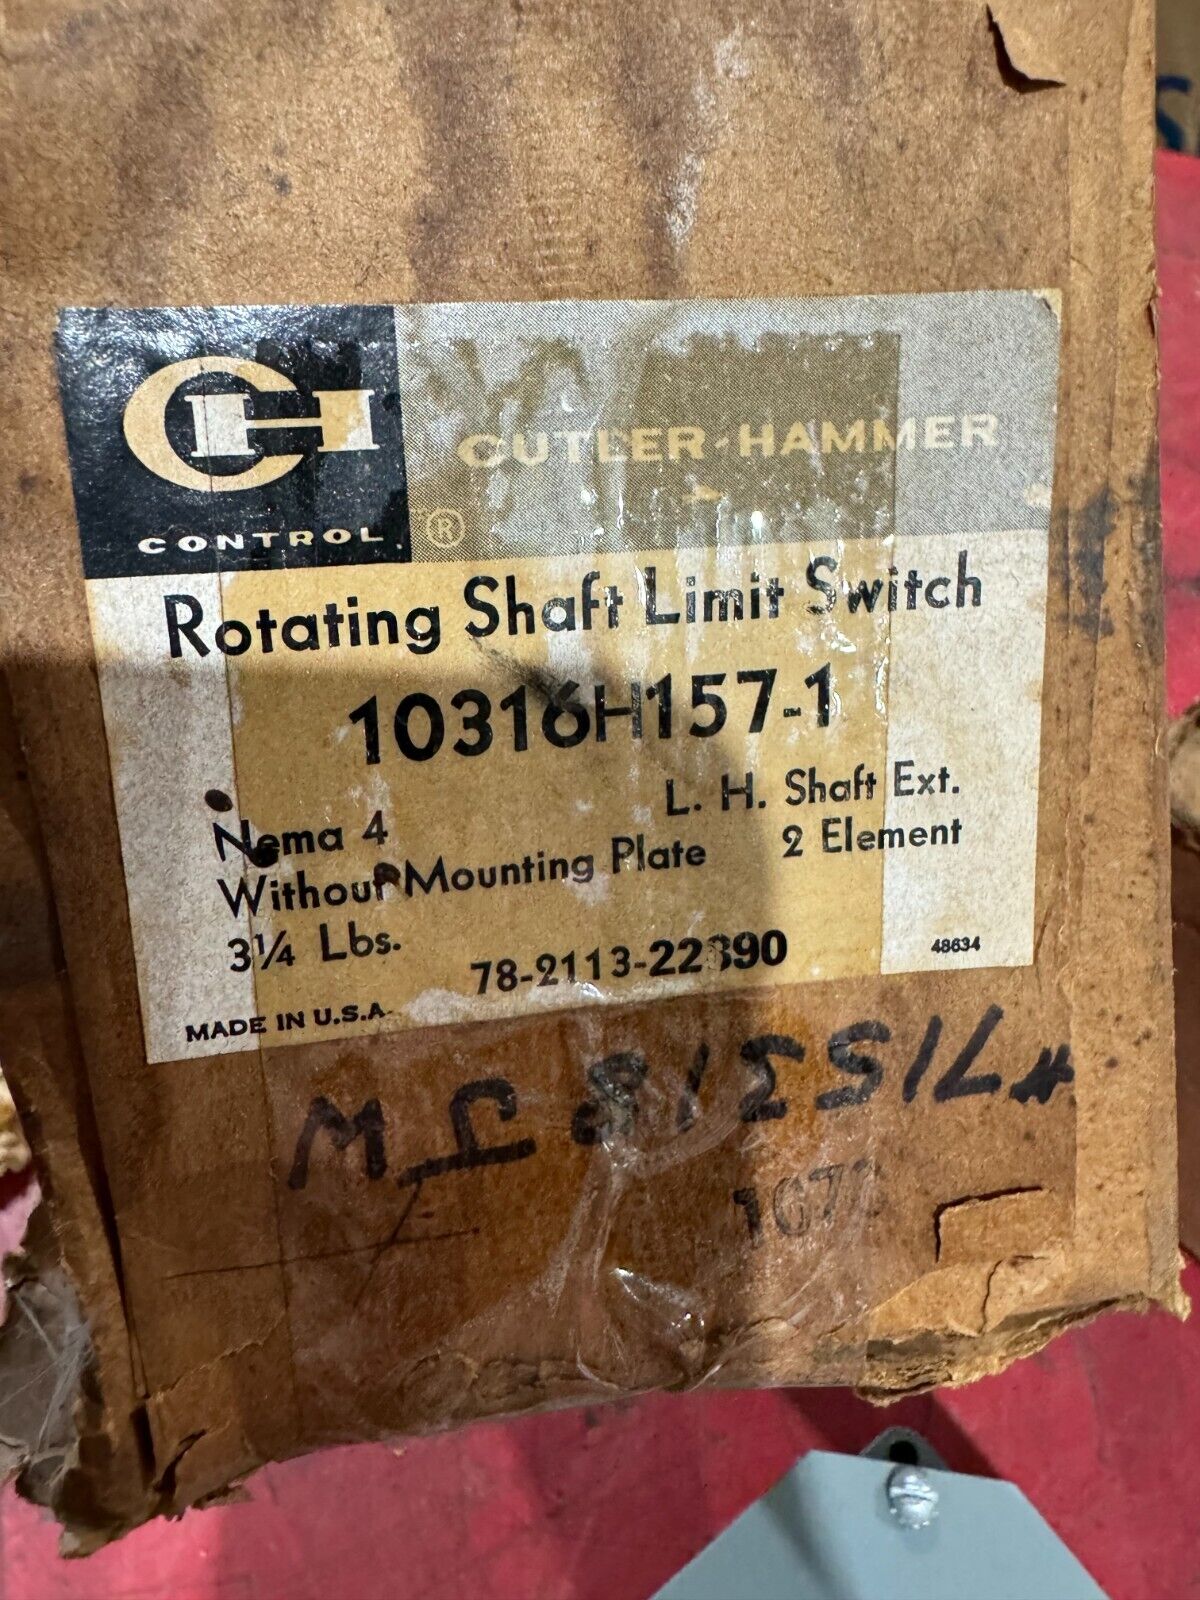 CH
CONTROL ®
CUTLER-HAMMER
Rotating Shaft Limit Switch
10316H157-1
L. H. Shaft Ext.
Nema 4
2 Element
Without Mounting Plate
3¼ Lbs.
78-2113-22890
48634
MADE IN U.S.A.